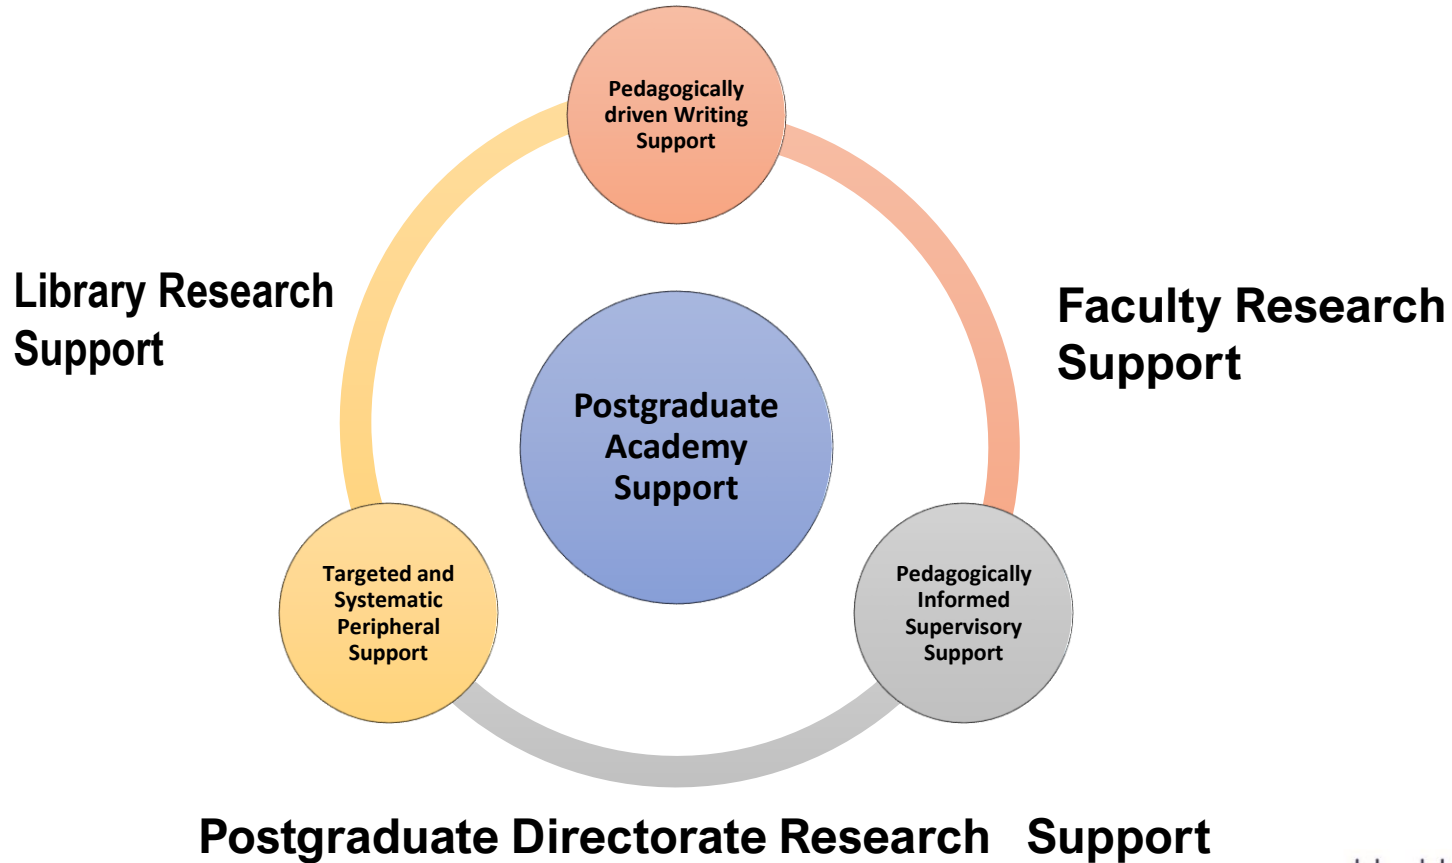 Pedagogically
driven Writing
Support
Library Research
Support
Faculty Research
Support
Postgraduate
Academy
Support
Targeted and
Systematic
Peripheral
Support
Pedagogically
Informed
Supervisory
Support
Postgraduate Directorate Research Support